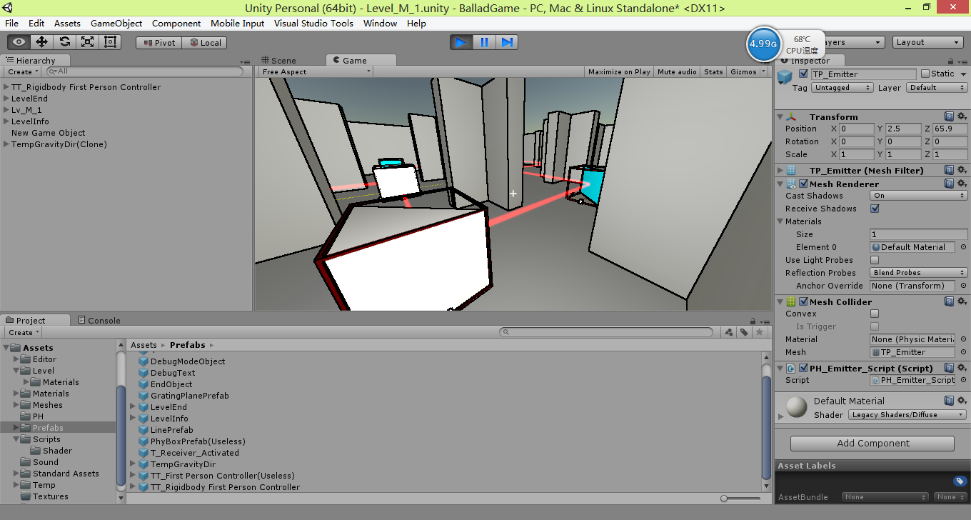 Unity Personal (64bit) - Level_M_1.unity - BalladGame - PC, Mac & Linux Standalone* <DX11>
File Edit Assets GameObject Component Mobile Input Visual Studio Tools Window Help
Pivot Local
4.99G
68℃
CPU温度
ayers
Layout
Hierarchy
Create All
TT_Rigidbody First Person Controller
LevelEnd
Lv_M_1
LevelInfo
New Game Object
TempGravityDir(Clone)
Scene Game
Free Aspect Maximize on Play Mute audio Stats Gizmos
Inspector
TP_Emitter Static
Tag Untagged Layer Default
Transform
Position X 0 Y 2.5 Z 65.9
Rotation X 0 Y 0 Z 0
Scale X 1 Y 1 Z 1
TP_Emitter (Mesh Filter)
Mesh Renderer
Cast Shadows On
Receive Shadows
Materials
Size 1
Element 0 Default Material
Use Light Probes
Reflection Probes Blend Probes
Anchor Override None (Transform)
Mesh Collider
Convex
Is Trigger
Material None (Physic Materi
Mesh TP_Emitter
PH_Emitter_Script (Script)
Script PH_Emitter_Script
Default Material
Shader Legacy Shaders/Diffuse
Add Component
Asset Labels
AssetBundle None None
Project Console
Create
Assets
Editor
Level
Materials
Materials
Meshes
PH
Prefabs
Scripts
Shader
Sound
Standard Assets
Temp
Textures
Assets Prefabs
DebugModeObject
DebugText
EndObject
GratingPlanePrefab
LevelEnd
LevelInfo
LinePrefab
PhyBoxPrefab(Useless)
T_Receiver_Activated
TempGravityDir
TT_First Person Controller(Useless)
TT_Rigidbody First Person Controller